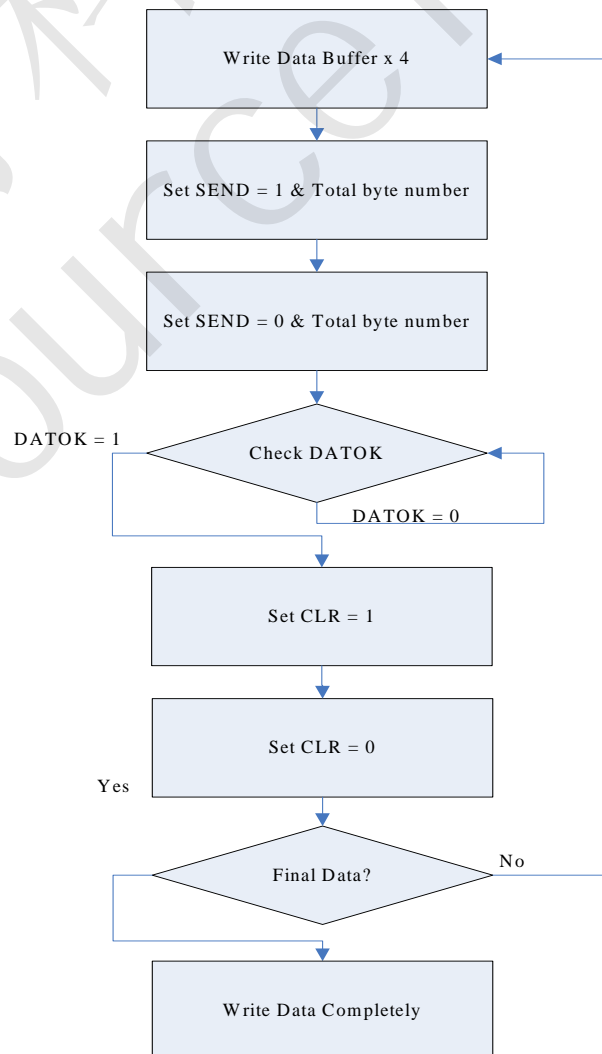 Write Data Buffer x 4
Set SEND = 1 & Total byte number
Set SEND = 0 & Total byte number
DATOK = 1
Check DATOK
DATOK = 0
Set CLR = 1
Set CLR = 0
Yes
Final Data?
No
Write Data Completely